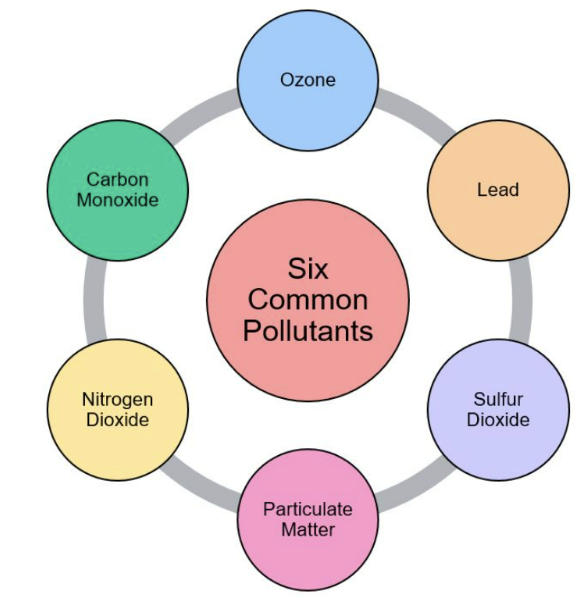 Ozone
Carbon
Monoxide
Lead
Six
Common
Pollutants
Nitrogen
Dioxide
Sulfur
Dioxide
Particulate
Matter